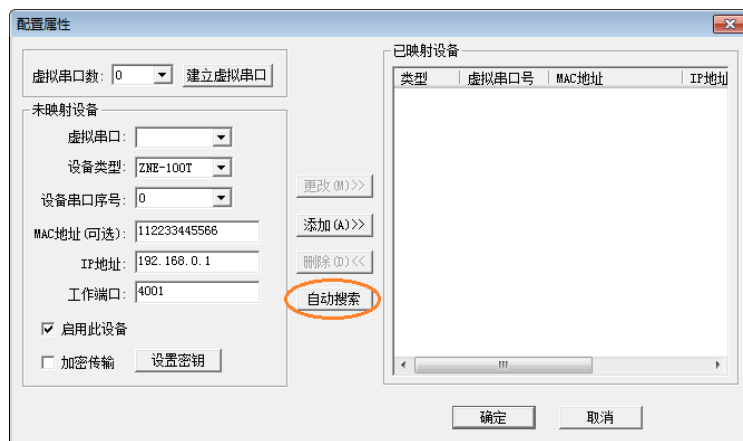 配置属性
虚拟串口数: 0 建立虚拟串口
未映射设备
虚拟串口:
设备类型: ZNE-100T
设备串口序号: 0
MAC地址(可选): 112233445566
IP地址: 192.168.0.1
工作端口: 4001
启用此设备
加密传输 设置密钥
更改(M)>>
添加(A)>>
删除(D)<<
自动搜索
已映射设备
类型 虚拟串口号 MAC地址 IP地址
确定 取消